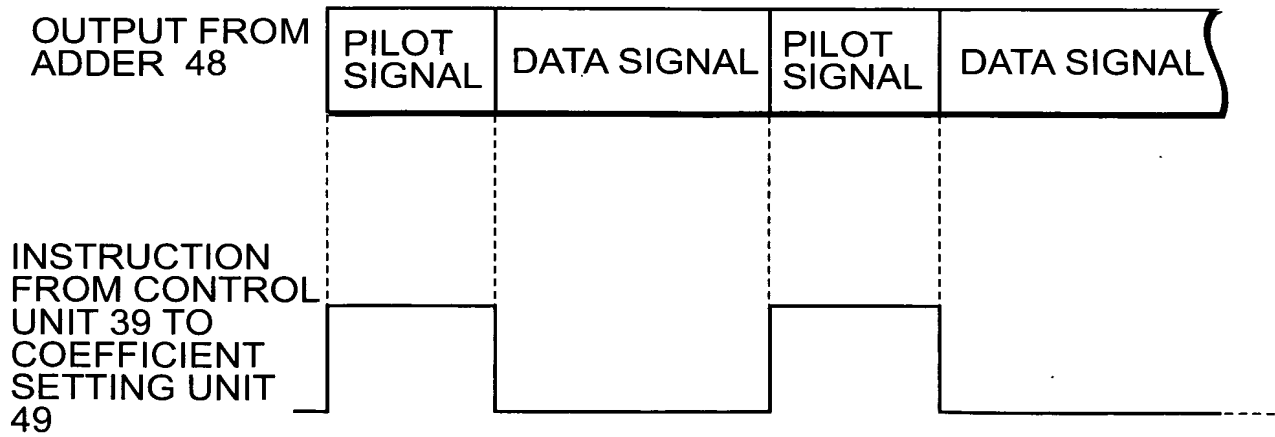 OUTPUT FROM
ADDER 48
PILOT
SIGNAL
DATA SIGNAL
PILOT
SIGNAL
DATA SIGNAL
INSTRUCTION
FROM CONTROL
UNIT 39 TO
COEFFICIENT
SETTING UNIT
49